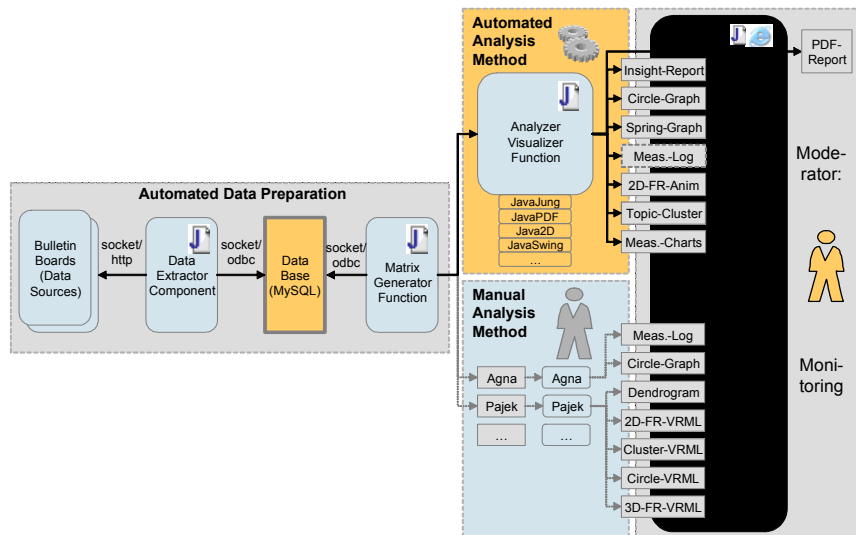 Automated
Analysis
Method
J
Analyzer
Visualizer
Function
JavaJung
JavaPDF
Java2D
JavaSwing
...
J
PDF-
Report
Insight-Report
Circle-Graph
Spring-Graph
Meas.-Log
2D-FR-Anim
Topic-Cluster
Meas.-Charts
Mode-
rator:
Moni-
toring
Automated Data Preparation
Bulletin
Boards (Data
Sources)
socket/
http
J
Data
Extractor
Component
socket/
odbc
Data
Base
(MySQL)
socket/
odbc
J
Matrix
Generator
Function
Manual
Analysis
Method
Agna
Agna
Pajek
Pajek
...
...
Meas.-Log
Circle-Graph
Dendrogram
2D-FR-VRML
Cluster-VRML
Circle-VRML
3D-FR-VRML